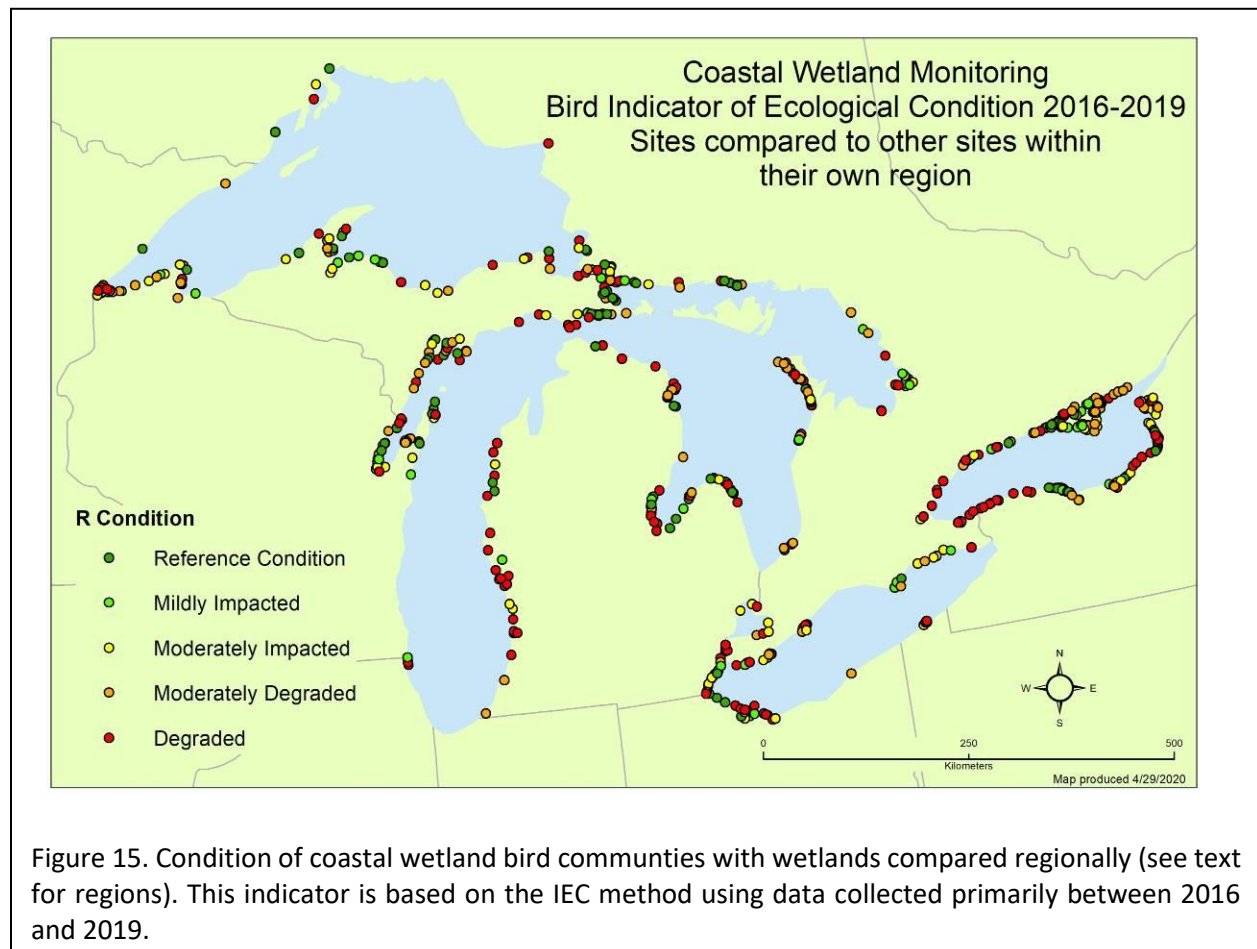 Coastal Wetland Monitoring
Bird Indicator of Ecological Condition 2016-2019
Sites compared to other sites within
their own region
R Condition
Reference Condition
Mildly Impacted
Moderately Impacted
Moderately Degraded
Degraded
N
W E
S
0 250 500
Kilometers
Map produced 4/29/2020
Figure 15. Condition of coastal wetland bird communties with wetlands compared regionally (see text
for regions). This indicator is based on the IEC method using data collected primarily between 2016
and 2019.